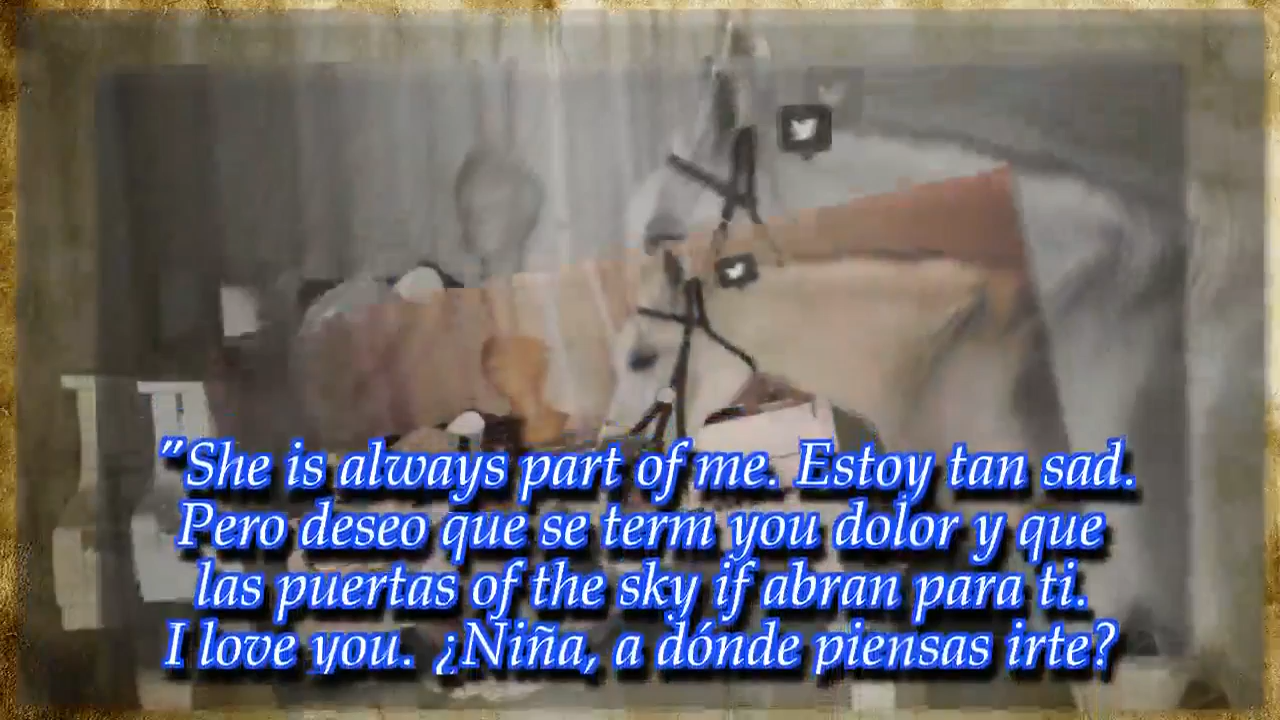 "She is always part of me. Estoy tan sad.
Pero deseo que se term you dolor y que
las puertas of the sky if abran para ti.
I love you. ¿Niña, a dónde piensas irte?